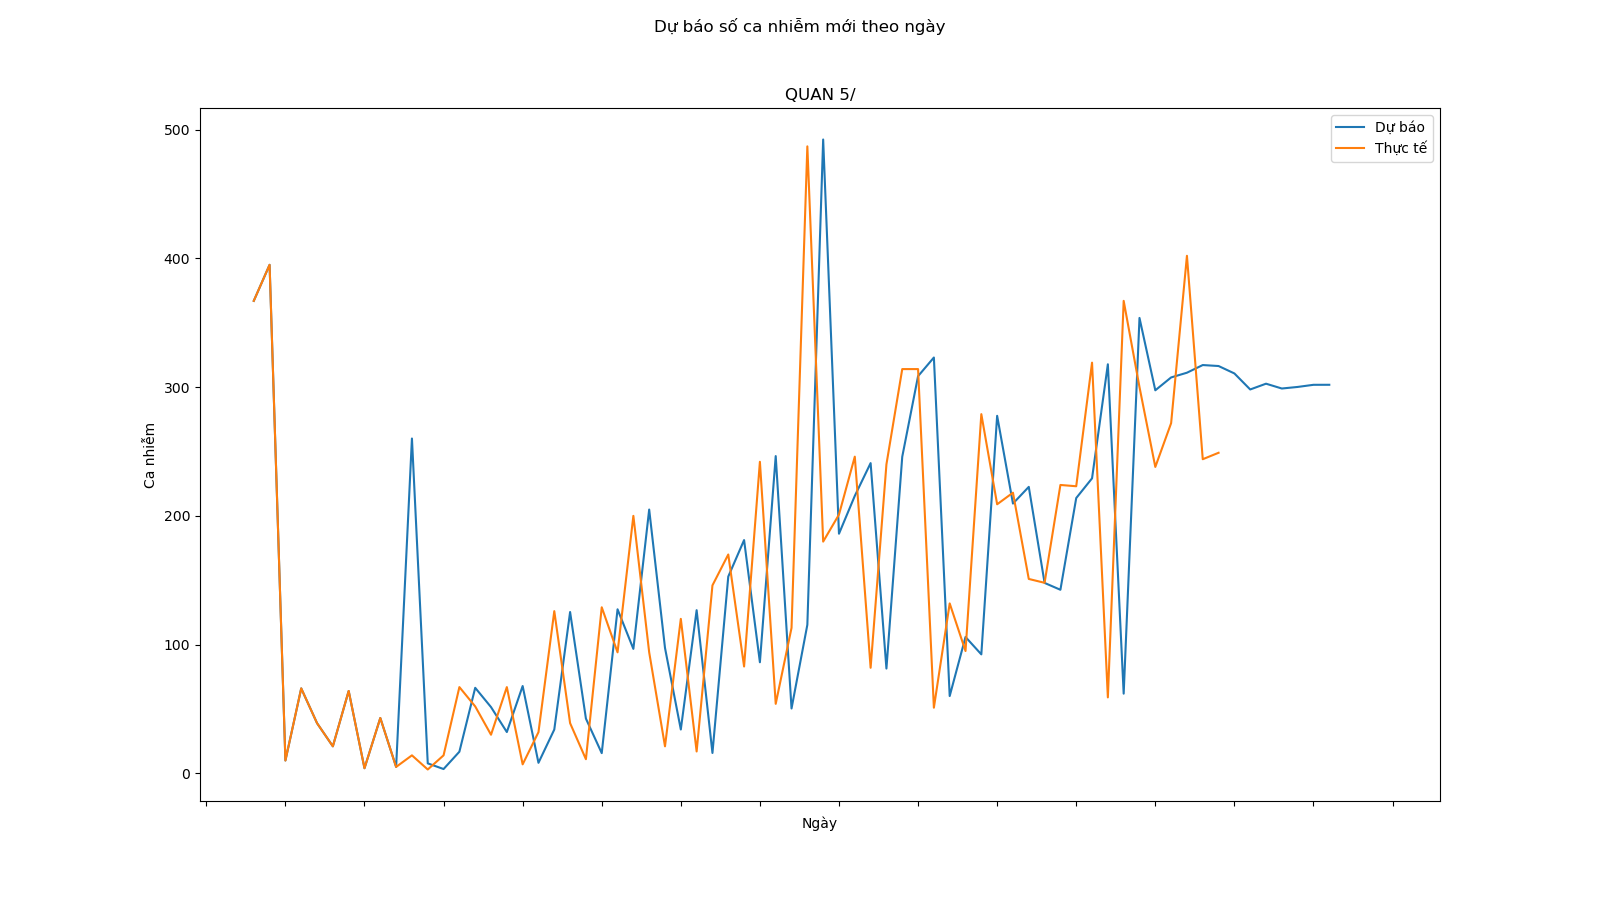 Dự báo số ca nhiễm mới theo ngày
QUAN 5/
Dự báo
Thực tế
500
400
300
200
100
0
Ca nhiễm
Ngày